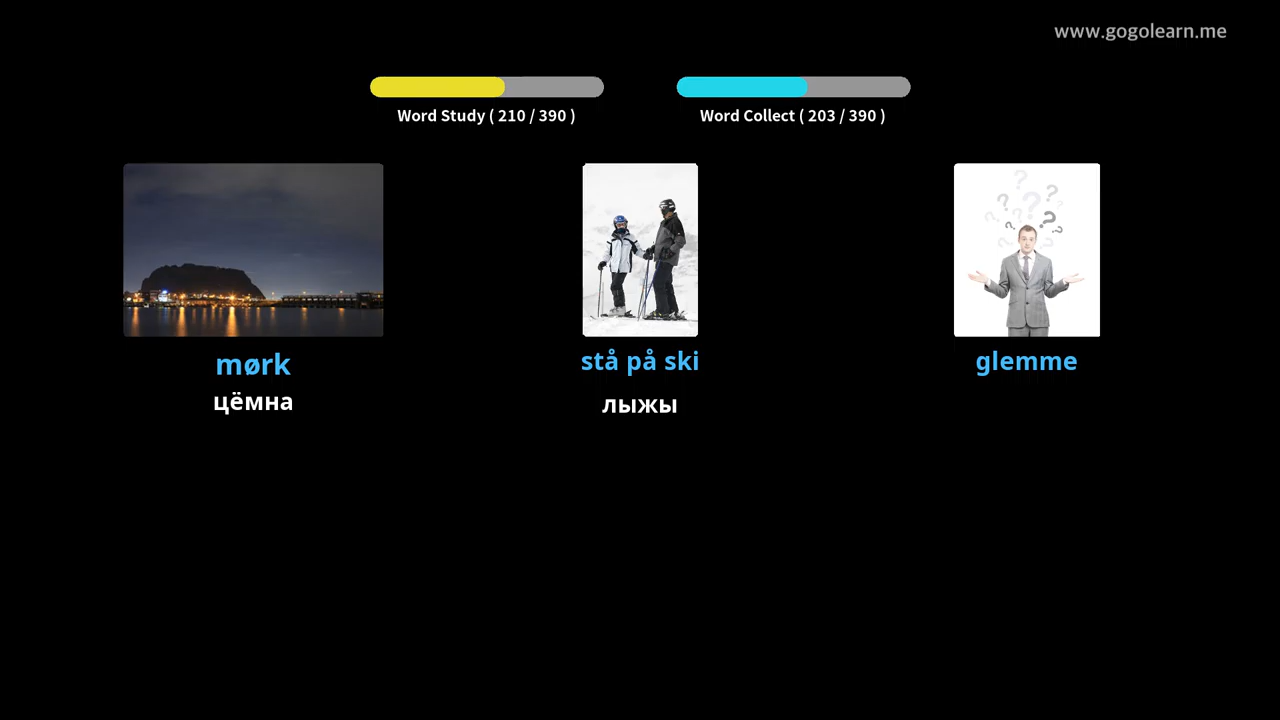 www.gogolearn.me
Word Study ( 210 / 390 )
Word Collect ( 203 / 390 )
mørk
stå på ski
glemme
цёмна
лыжы